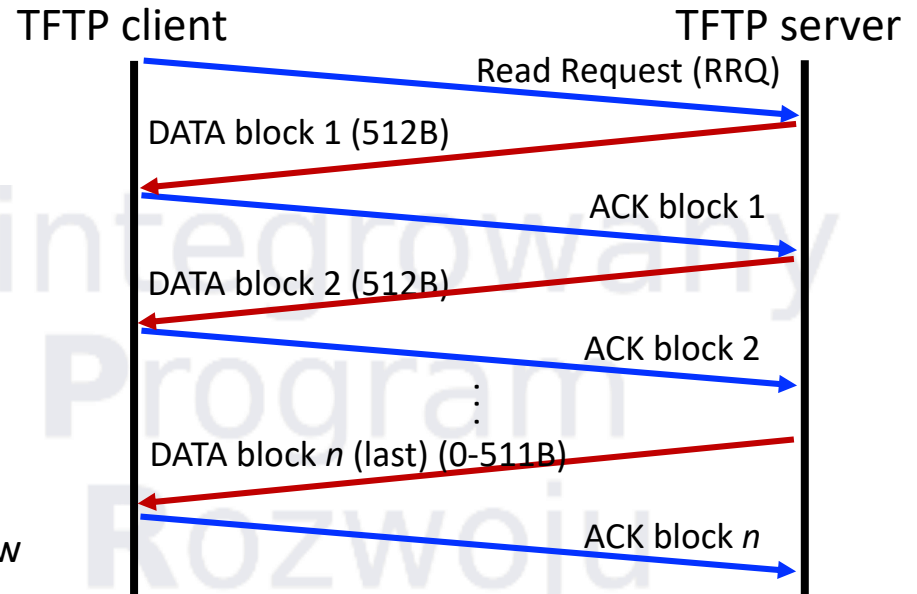 TFTP client
TFTP server
Read Request (RRQ)
DATA block 1 (512B)
ACK block 1
integrowany
DATA block 2 (512B)
ACK block 2
Program
⋮
DATA block n (last) (0-511B)
ACK block n
Rozwoju
w